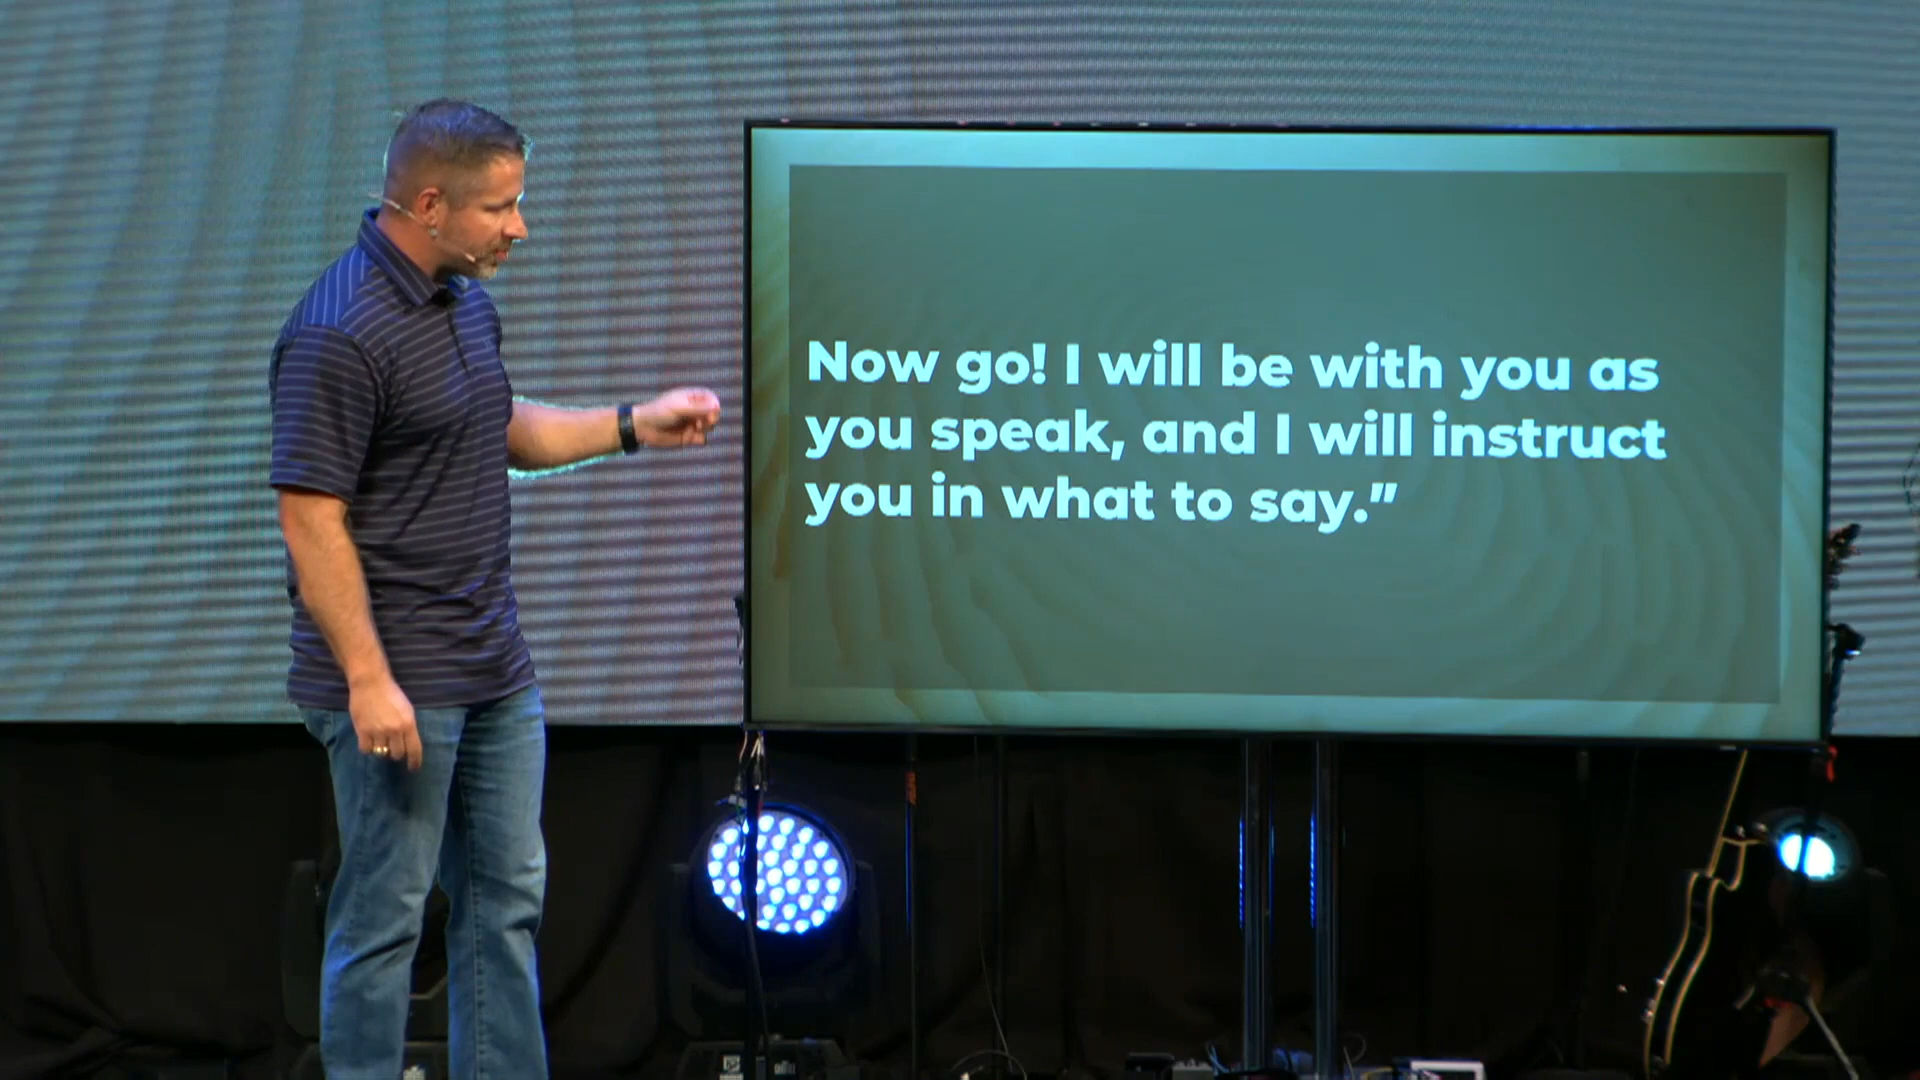 Now go! I will be with you as
you speak, and I will instruct
you in what to say.”